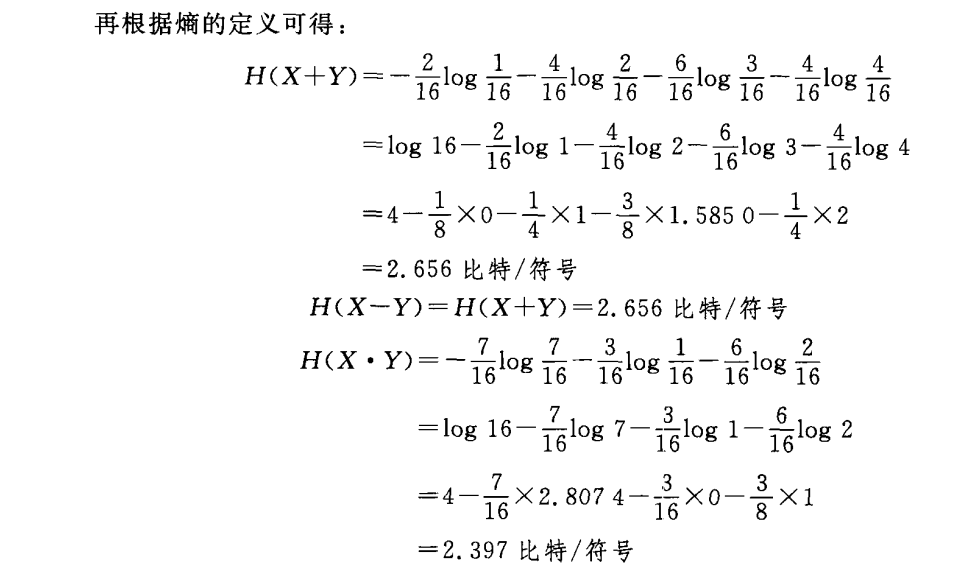 再根据熵的定义可得：
H(X+Y)=-2/16 log 1/16 - 4/16 log 2/16 - 6/16 log 3/16 - 4/16 log 4/16
=log 16-2/16 log 1-4/16 log 2-6/16 log 3-4/16 log 4
=4-1/8×0-1/4×1-3/8×1.585 0-1/4×2
=2.656 比特/符号
H(X-Y)=H(X+Y)=2.656 比特/符号
H(X·Y)=-7/16 log 7/16 - 3/16 log 1/16 - 6/16 log 2/16
=log 16-7/16 log 7-3/16 log 1-6/16 log 2
=4-7/16×2.807 4-3/16×0-3/8×1
=2.397 比特/符号